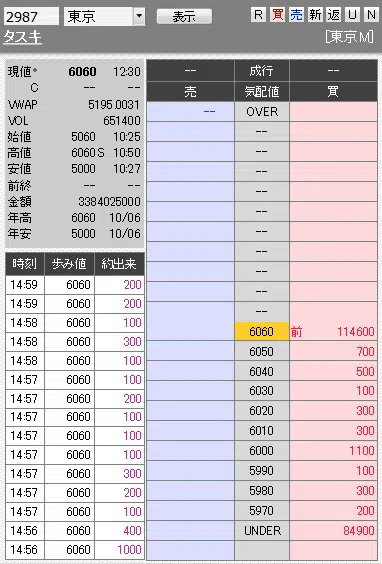 2987 東京 表示 R 買 売 新 返 U N
タスキ [東京M]
現値* 6060 12:30
C -- --
VWAP 5195.0031
VOL 651400
始値 5060 10:25
高値 6060 S 10:50
安値 5000 10:27
前終 -- --
金額 3384025000
年高 6060 10/06
年安 5000 10/06
時刻 歩み値 約出来
14:59 6060 200
14:59 6060 200
14:58 6060 100
14:58 6060 300
14:58 6060 100
14:57 6060 100
14:57 6060 200
14:57 6060 100
14:57 6060 100
14:57 6060 300
14:57 6060 200
14:57 6060 100
14:56 6060 400
14:56 6060 1000
-- 成行 --
売 気配値 買
-- OVER
--
--
--
--
--
--
--
--
--
--
6060 前 114600
6050 700
6040 500
6030 100
6020 300
6010 300
6000 1100
5990 100
5980 300
5970 200
UNDER 84900